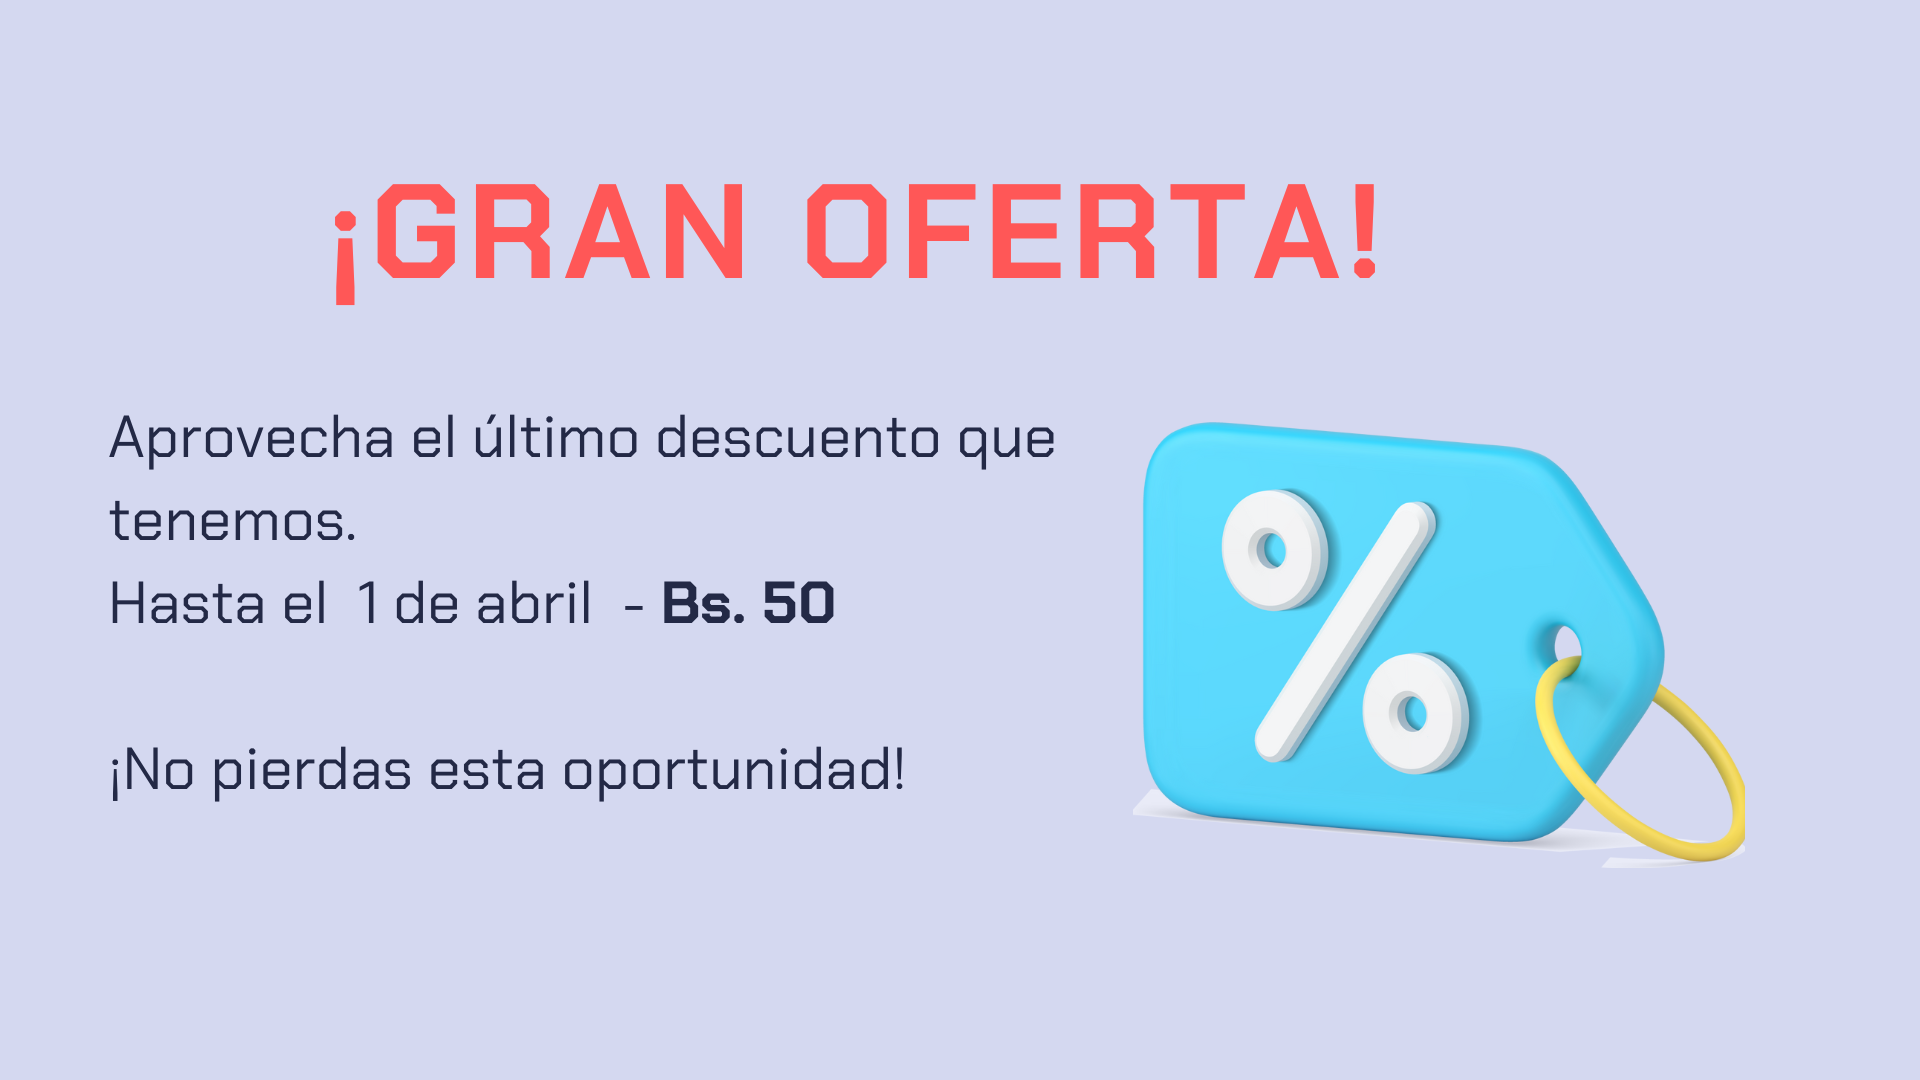 ¡GRAN OFERTA!
Aprovecha el último descuento que
tenemos.
Hasta el 1 de abril - Bs. 50
¡No pierdas esta oportunidad!
%